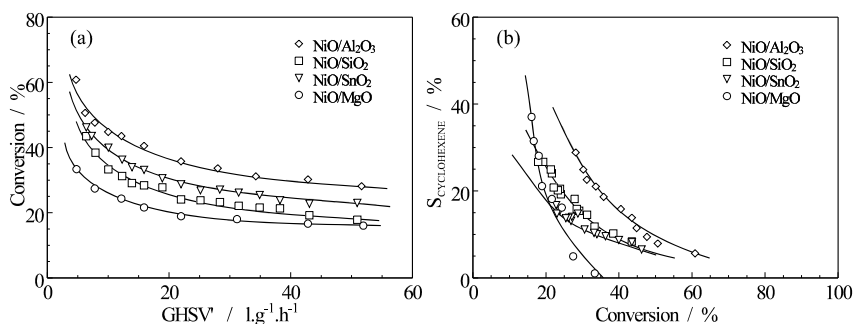 (a)
NiO/Al₂O₃
NiO/SiO₂
NiO/SnO₂
NiO/MgO
Conversion / %
80
60
40
20
0
0
20
40
60
GHSV' / l.g⁻¹.h⁻¹
(b)
NiO/Al₂O₃
NiO/SiO₂
NiO/SnO₂
NiO/MgO
S_CYCLOHEXENE / %
60
40
20
0
0
20
40
60
80
100
Conversion / %